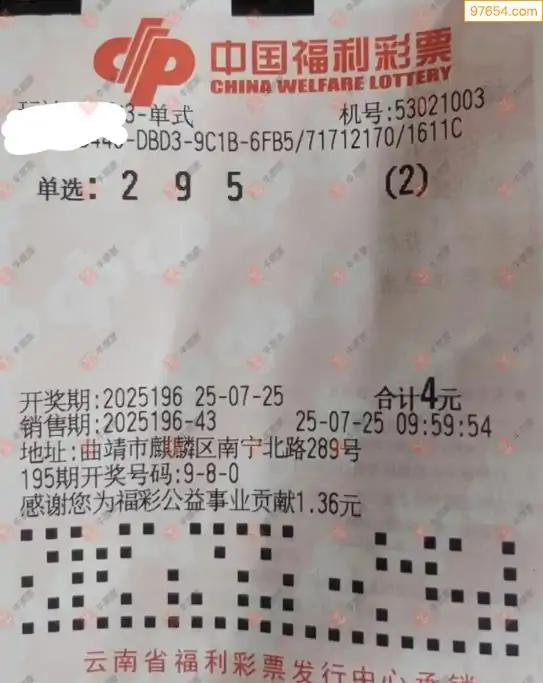 97654.com
中国福利彩票
CHINA WELFARE LOTTERY
3-单式 机号:53021003
-DBD3-9C1B-6FB5/71712170/1611C
单选: 2 9 5 (2)
开奖期:2025196 25-07-25 合计4元
销售期:2025196-43 25-07-25 09:59:54
地址:曲靖市麒麟区南宁北路289号
195期开奖号码:9-8-0
感谢您为福彩公益事业贡献1.36元
云南省福利彩票发行中心承销